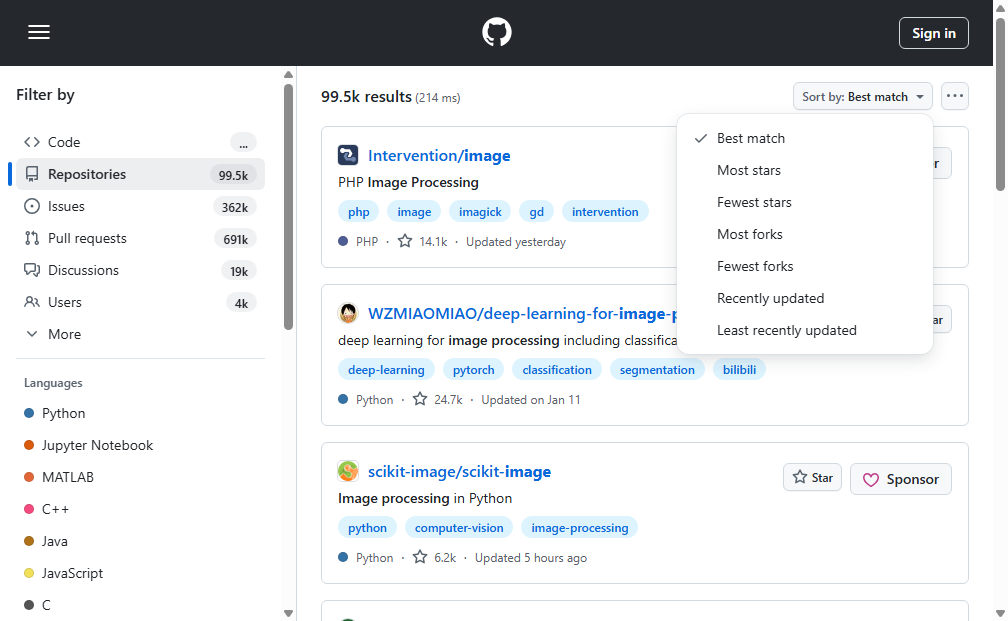 Sign in
Filter by
Code ...
Repositories 99.5k
Issues 362k
Pull requests 691k
Discussions 19k
Users 4k
More
Languages
Python
Jupyter Notebook
MATLAB
C++
Java
JavaScript
C
99.5k results (214 ms)
Sort by: Best match
Best match
Most stars
Fewest stars
Most forks
Fewest forks
Recently updated
Least recently updated
Intervention/image
PHP Image Processing
php image imagick gd intervention
PHP · 14.1k · Updated yesterday
WZMIAOMIAO/deep-learning-for-image-p
deep learning for image processing including
deep-learning pytorch classification segmentation bilibili
Python · 24.7k · Updated on Jan 11
scikit-image/scikit-image
Star
Sponsor
Image processing in Python
python computer-vision image-processing
Python · 6.2k · Updated 5 hours ago